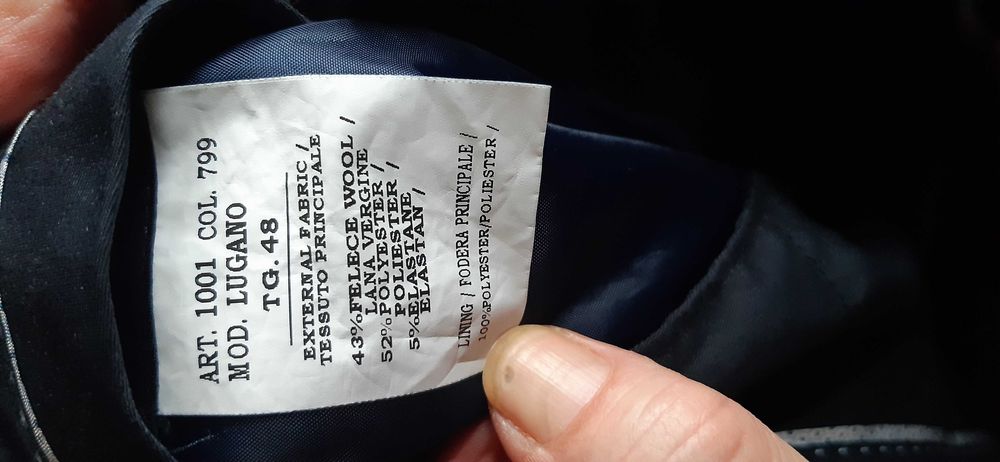 ART. 1001 COL. 799
MOD. LUGANO
TG.48
EXTERNAL FABRIC /
TESSUTO PRINCIPALE
43%FELECE WOOL /
LANA VERGINE
52%POLYESTER /
POLIESTER /
5%ELASTANE /
ELASTAN /
LINING / FODERA PRINCIPALE /
100%POLYESTER/POLIESTER /